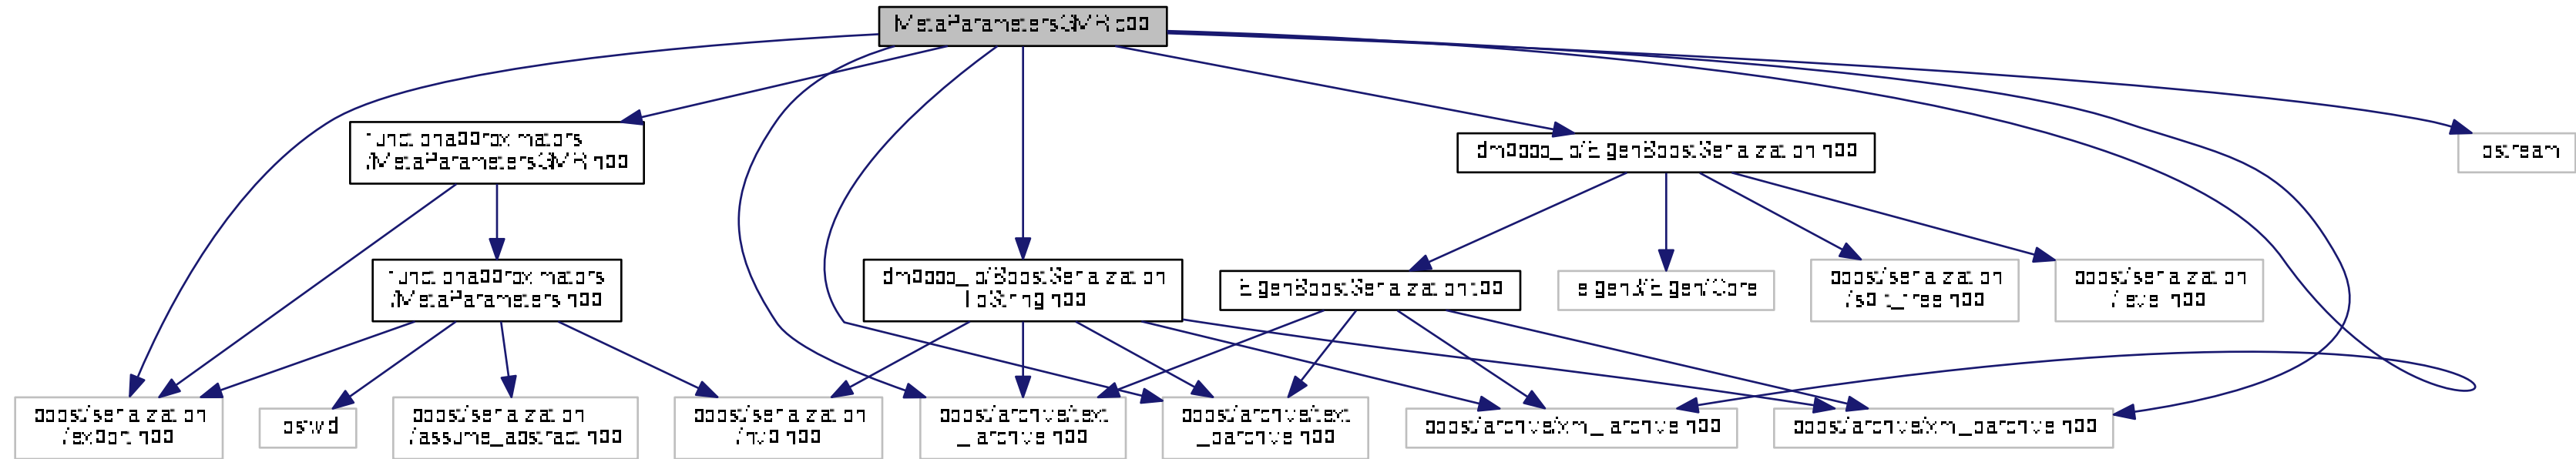 MetaParametersGMR.cpp
functionapproximators
/MetaParametersGMR.hpp
dmpbbo_io/EigenBoostSerialization.hpp
iostream
functionapproximators
/MetaParameters.hpp
dmpbbo_io/BoostSerialization
ToString.hpp
EigenBoostSerialization.tpp
eigen3/Eigen/Core
boost/serialization
/split_free.hpp
boost/serialization
/level.hpp
boost/serialization
/export.hpp
iosfwd
boost/serialization
/assume_abstract.hpp
boost/serialization
/nvp.hpp
boost/archive/text
_iarchive.hpp
boost/archive/text
_oarchive.hpp
boost/archive/xml_iarchive.hpp
boost/archive/xml_oarchive.hpp